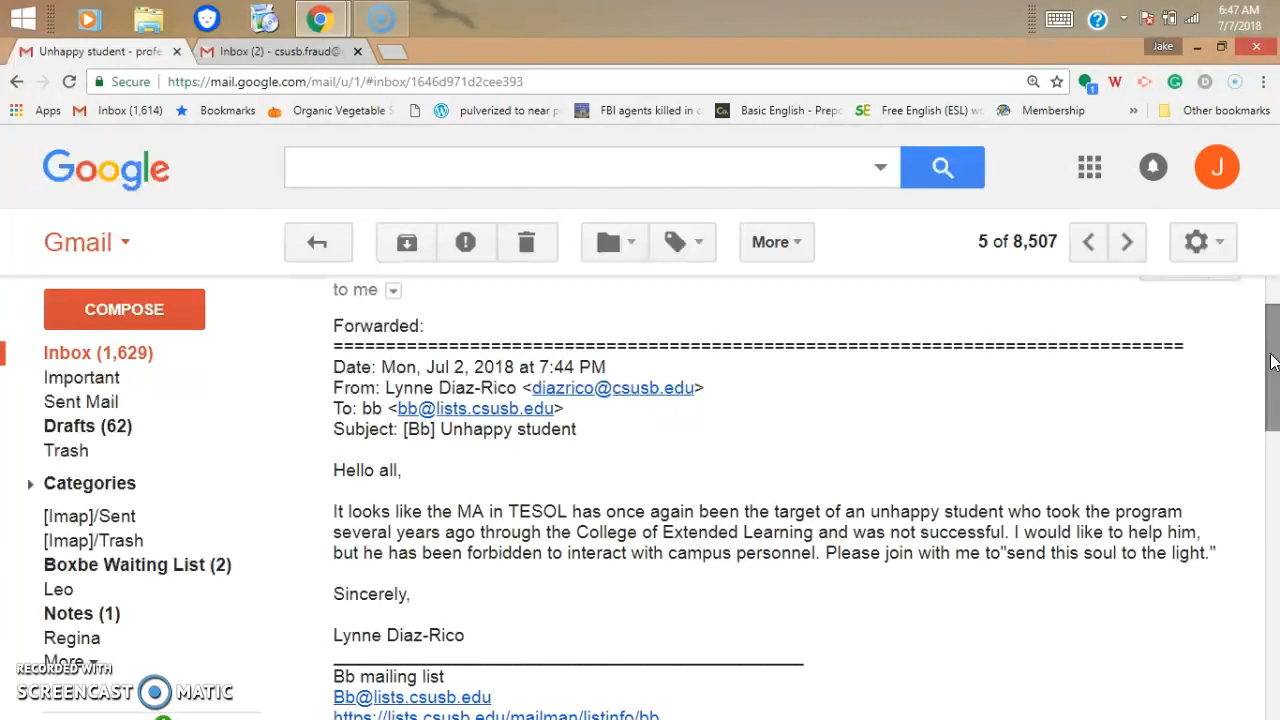 6:47 AM
7/7/2018
Unhappy student - profe
Inbox (2) - csusb.fraud@
Jake
Secure
https://mail.google.com/mail/u/1/#inbox/1646d971d2cee393
Apps
Inbox (1,614)
Bookmarks
Organic Vegetable S
pulverized to near p
FBI agents killed in c
Basic English - Prep
Free English (ESL) w
Membership
»
Other bookmarks
Google
J
Gmail
More
5 of 8,507
COMPOSE
Inbox (1,629)
Important
Sent Mail
Drafts (62)
Trash
Categories
[Imap]/Sent
[Imap]/Trash
Boxbe Waiting List (2)
Leo
Notes (1)
Regina
More
to me
Forwarded:
==================================================================================
Date: Mon, Jul 2, 2018 at 7:44 PM
From: Lynne Diaz-Rico <diazrico@csusb.edu>
To: bb <bb@lists.csusb.edu>
Subject: [Bb] Unhappy student
Hello all,
It looks like the MA in TESOL has once again been the target of an unhappy student who took the program
several years ago through the College of Extended Learning and was not successful. I would like to help him,
but he has been forbidden to interact with campus personnel. Please join with me to"send this soul to the light."
Sincerely,
Lynne Diaz-Rico
Bb mailing list
Bb@lists.csusb.edu
https://lists.csusb.edu/mailman/listinfo/bb
RECORDED WITH
SCREENCAST MATIC